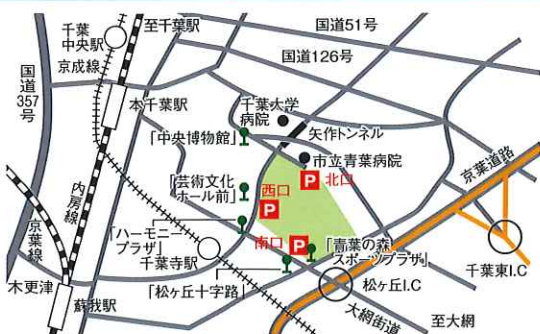 千葉
中央駅
至千葉駅
国道51号
国道126号
京成線
国道
357
号
本千葉駅
千葉大学
病院
矢作トンネル
「中央博物館」
市立青葉病院
P 北口
京葉道路
「芸術文化
ホール前」
西口
P
内房線
京葉線
「ハーモニー
プラザ」
南口 P
「青葉の森
スポーツプラザ」
千葉寺駅
千葉東I.C
木更津
蘇我駅
「松ヶ丘十字路」
松ヶ丘I.C
大網街道
至大網